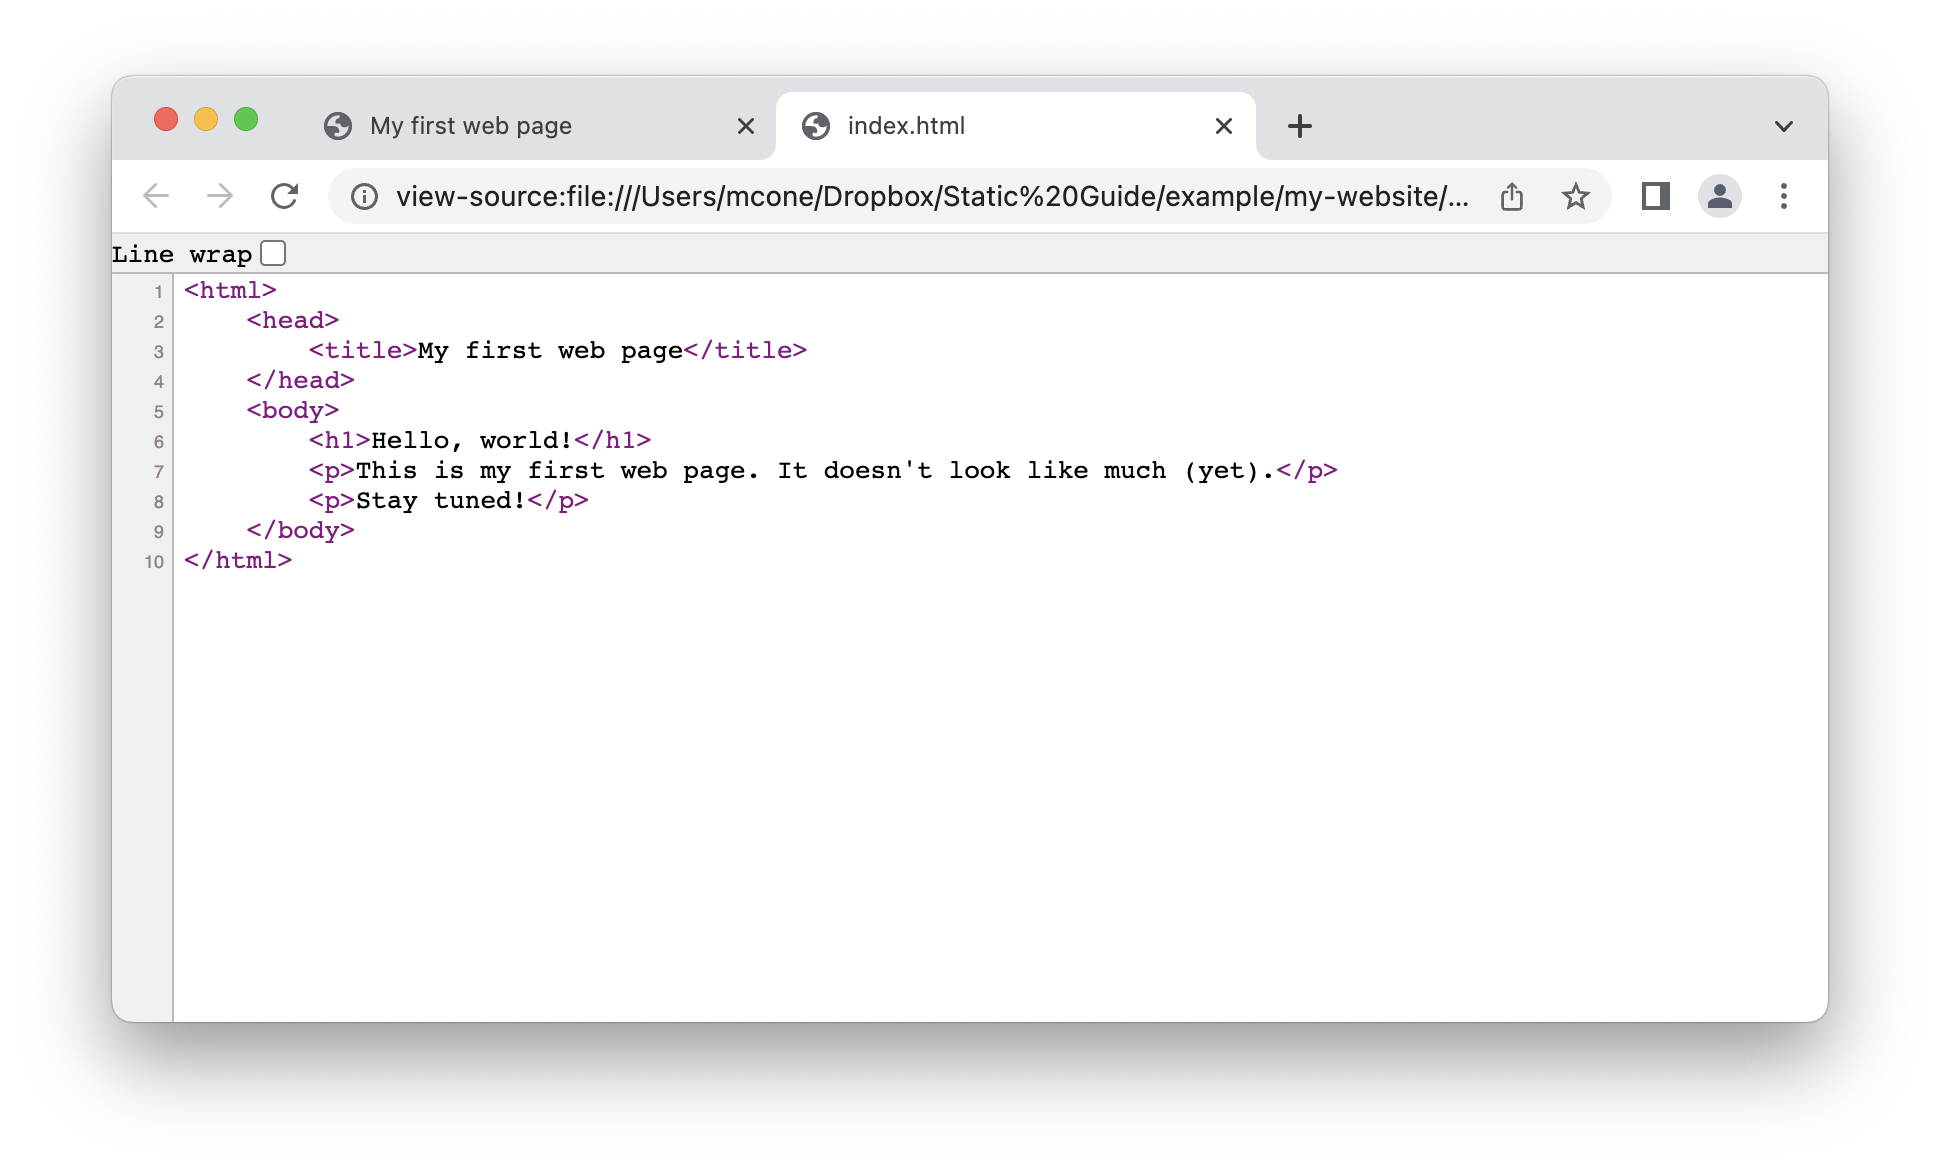 My first web page
index.html
view-source:file:///Users/mcone/Dropbox/Static%20Guide/example/my-website/...
Line wrap
1 <html>
2     <head>
3         <title>My first web page</title>
4     </head>
5     <body>
6         <h1>Hello, world!</h1>
7         <p>This is my first web page. It doesn't look like much (yet).</p>
8         <p>Stay tuned!</p>
9     </body>
10 </html>